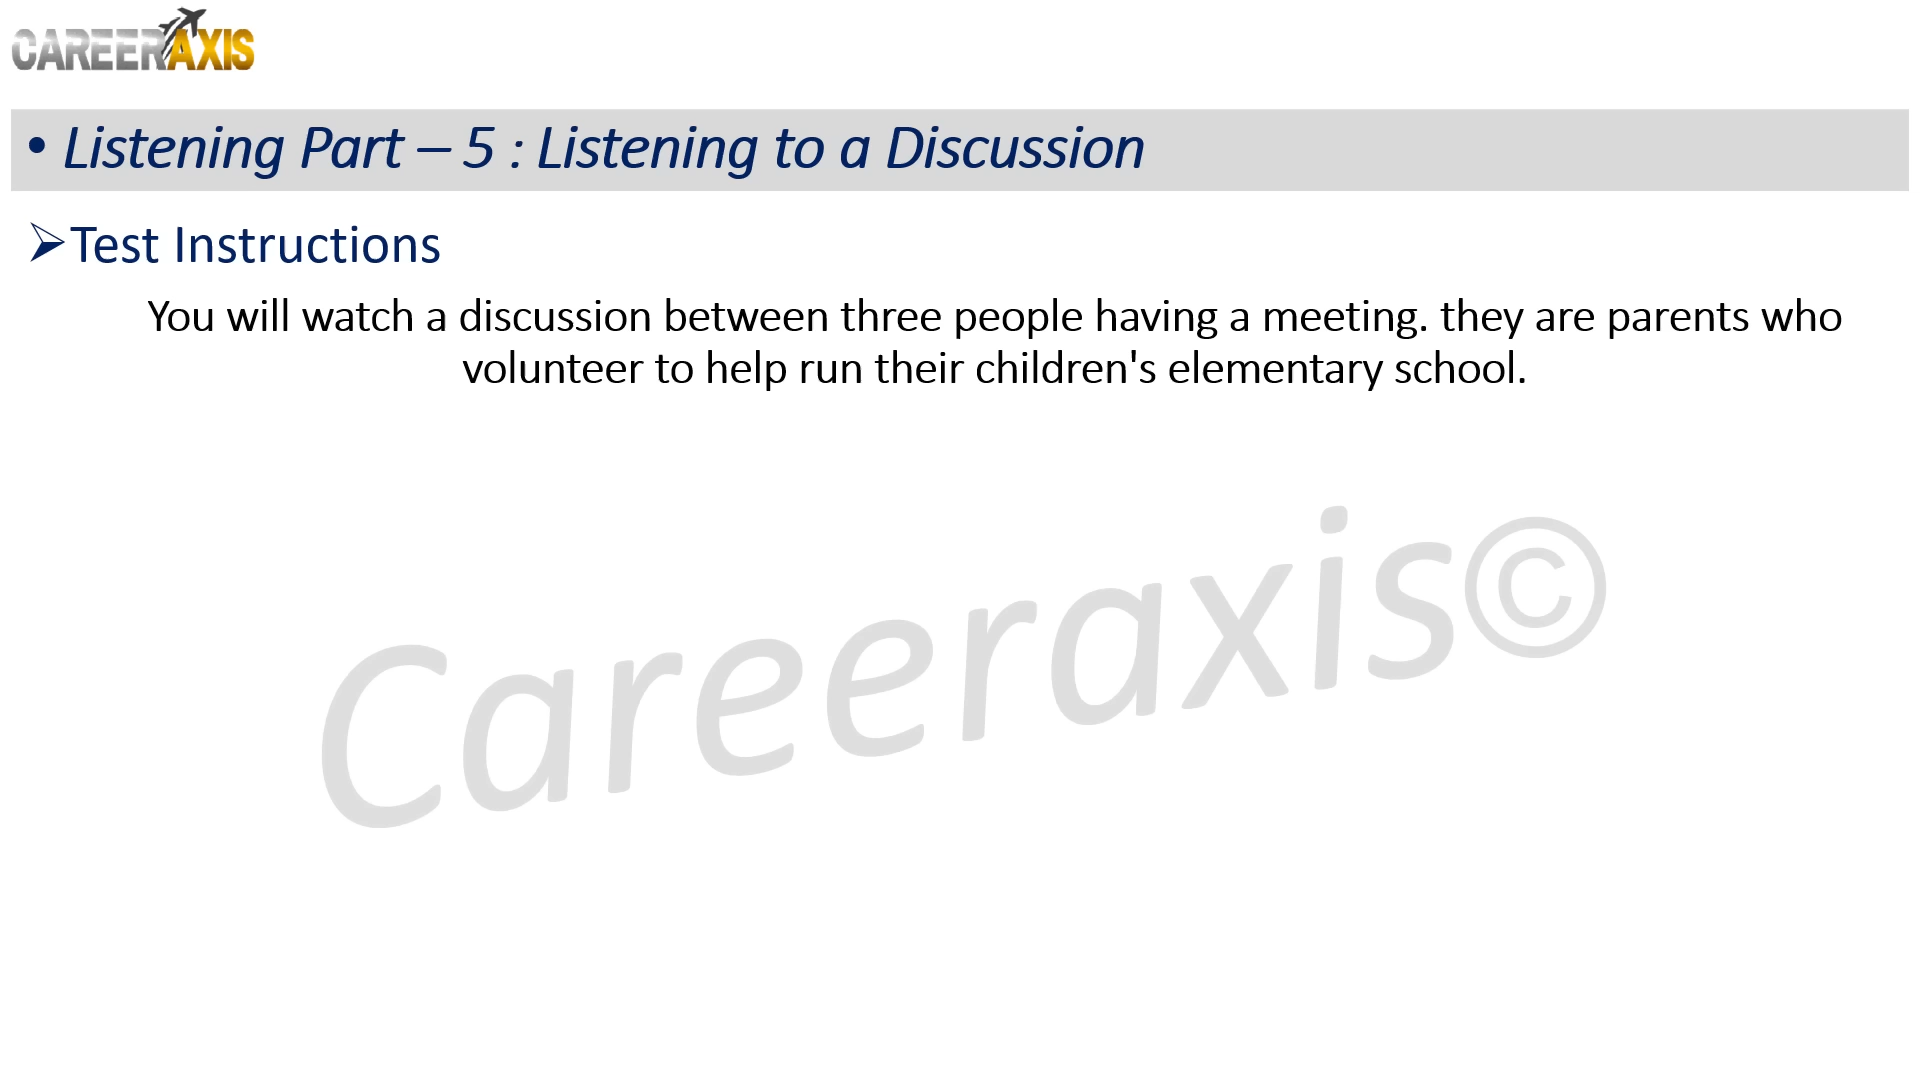 CAREERAXIS
• Listening Part – 5 : Listening to a Discussion
➢Test Instructions
You will watch a discussion between three people having a meeting. they are parents who
volunteer to help run their children's elementary school.
Careeraxis©